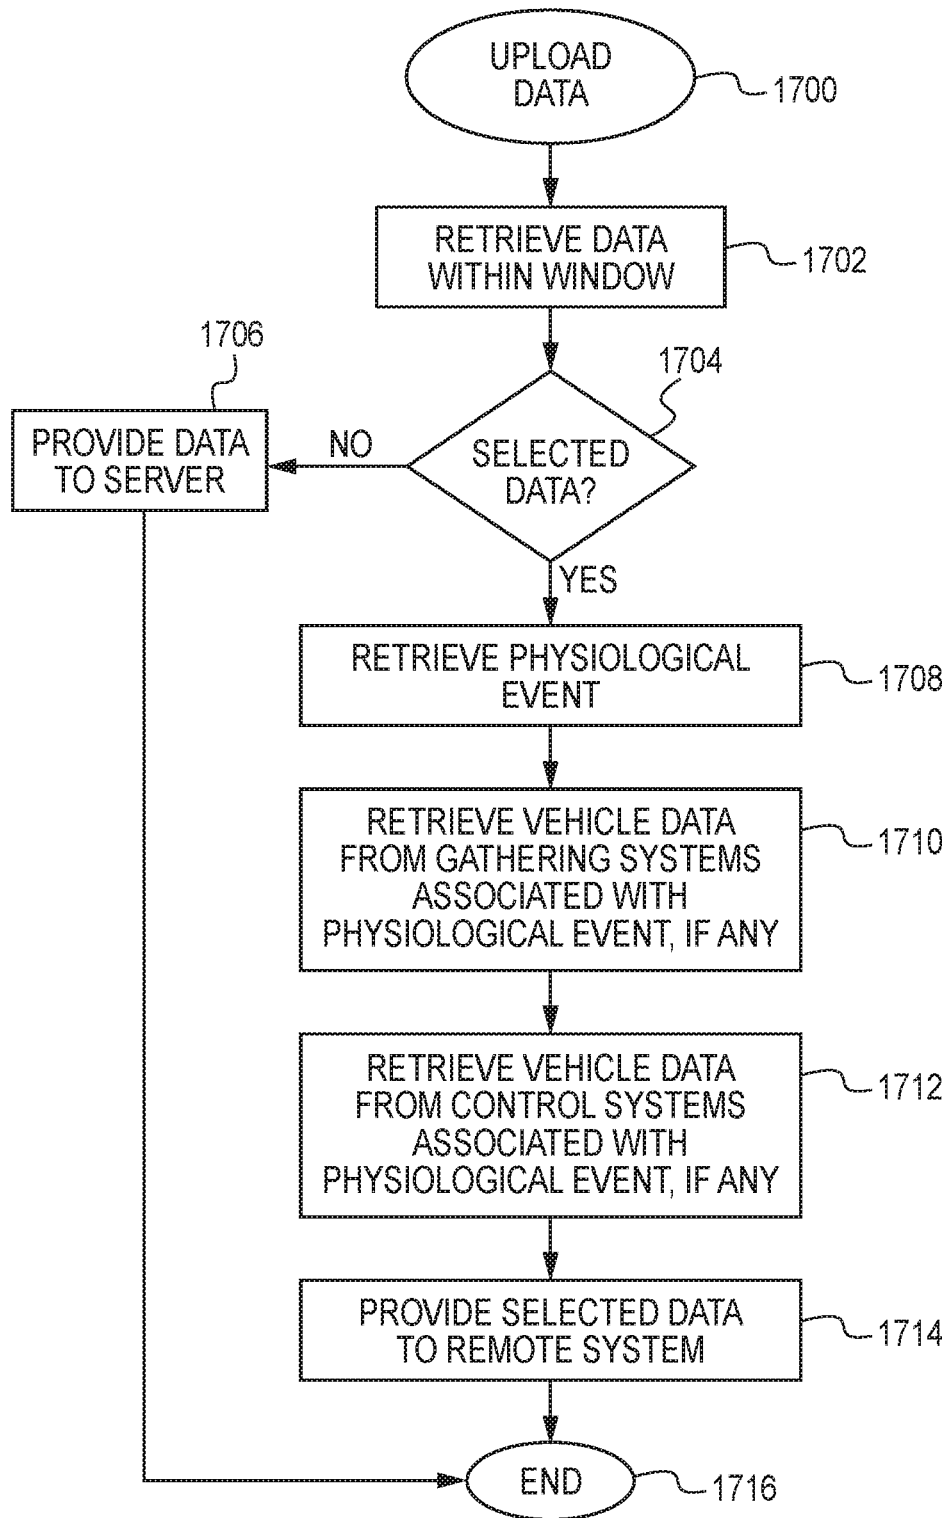 UPLOAD
DATA
1700
RETRIEVE DATA
WITHIN WINDOW
1702
1706
1704
PROVIDE DATA
TO SERVER
NO
SELECTED
DATA?
YES
RETRIEVE PHYSIOLOGICAL
EVENT
1708
RETRIEVE VEHICLE DATA
FROM GATHERING SYSTEMS
ASSOCIATED WITH
PHYSIOLOGICAL EVENT, IF ANY
1710
RETRIEVE VEHICLE DATA
FROM CONTROL SYSTEMS
ASSOCIATED WITH
PHYSIOLOGICAL EVENT, IF ANY
1712
PROVIDE SELECTED DATA
TO REMOTE SYSTEM
1714
END
1716